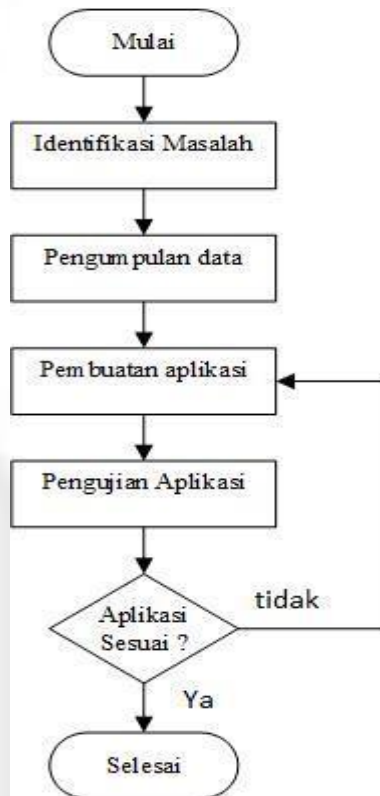 Mulai
Identifikasi Masalah
Pengumpulan data
Pembuatan aplikasi
Pengujian Aplikasi
Aplikasi
Sesuai ?
tidak
Ya
Selesai